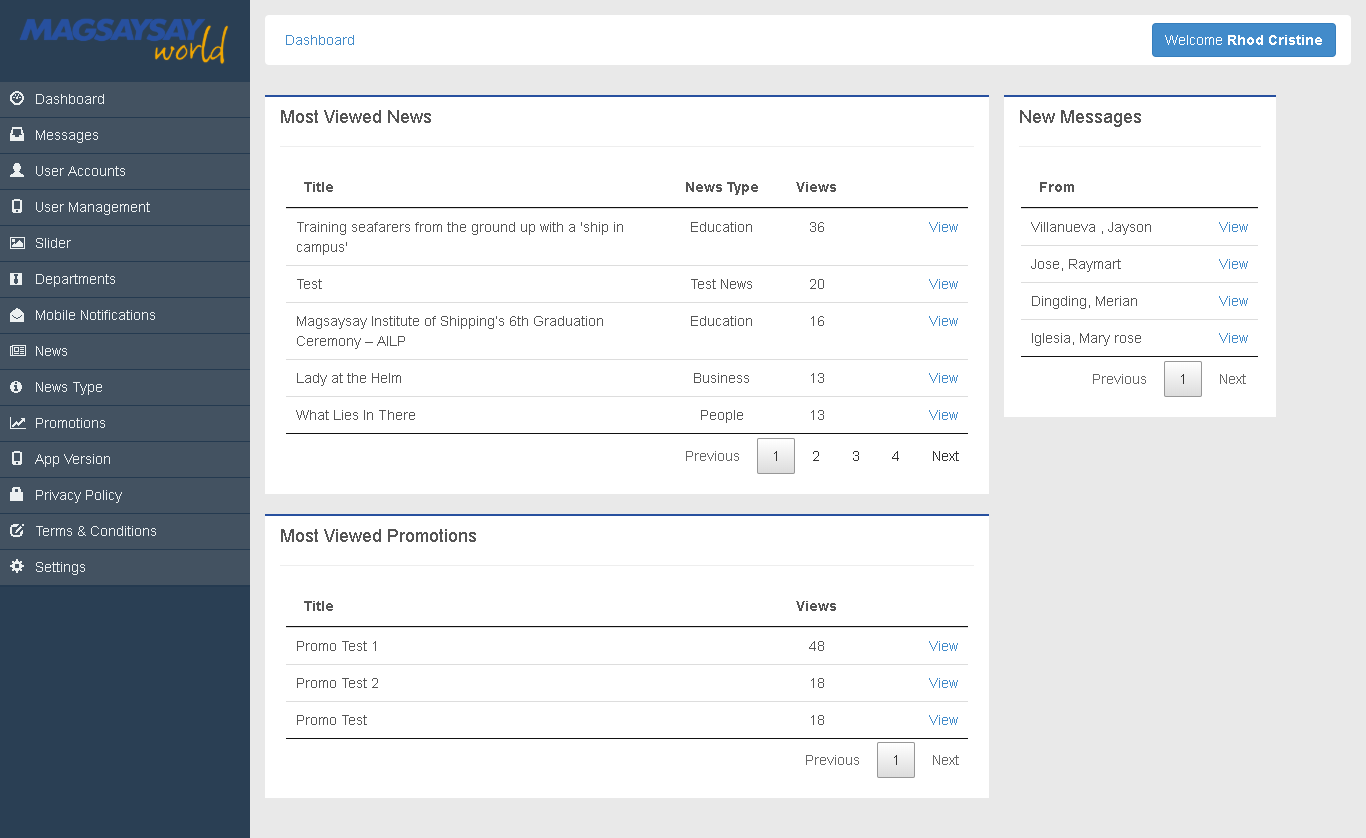 MAGSAYSAY
world
Dashboard
Messages
User Accounts
User Management
Slider
Departments
Mobile Notifications
News
News Type
Promotions
App Version
Privacy Policy
Terms & Conditions
Settings
Dashboard
Welcome Rhod Cristine
Most Viewed News
Title News Type Views
Training seafarers from the ground up with a 'ship in Education 36 View
campus'
Test Test News 20 View
Magsaysay Institute of Shipping's 6th Graduation Education 16 View
Ceremony – AILP
Lady at the Helm Business 13 View
What Lies In There People 13 View
Previous 1 2 3 4 Next
New Messages
From
Villanueva , Jayson View
Jose, Raymart View
Dingding, Merian View
Iglesia, Mary rose View
Previous 1 Next
Most Viewed Promotions
Title Views
Promo Test 1 48 View
Promo Test 2 18 View
Promo Test 18 View
Previous 1 Next